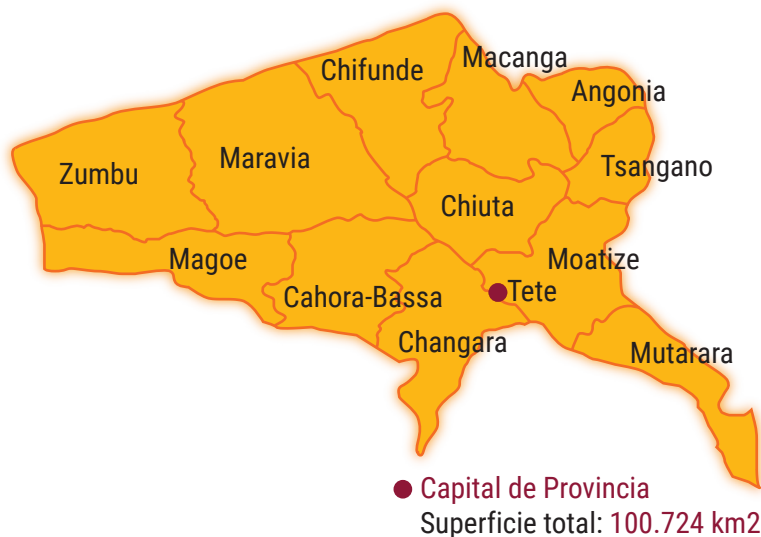 Macanga
Chifunde
Angonia
Maravia
Tsangano
Zumbu
Chiuta
Magoe
Moatize
Cahora-Bassa
Tete
Changara
Mutarara
Capital de Provincia
Superficie total: 100.724 km2